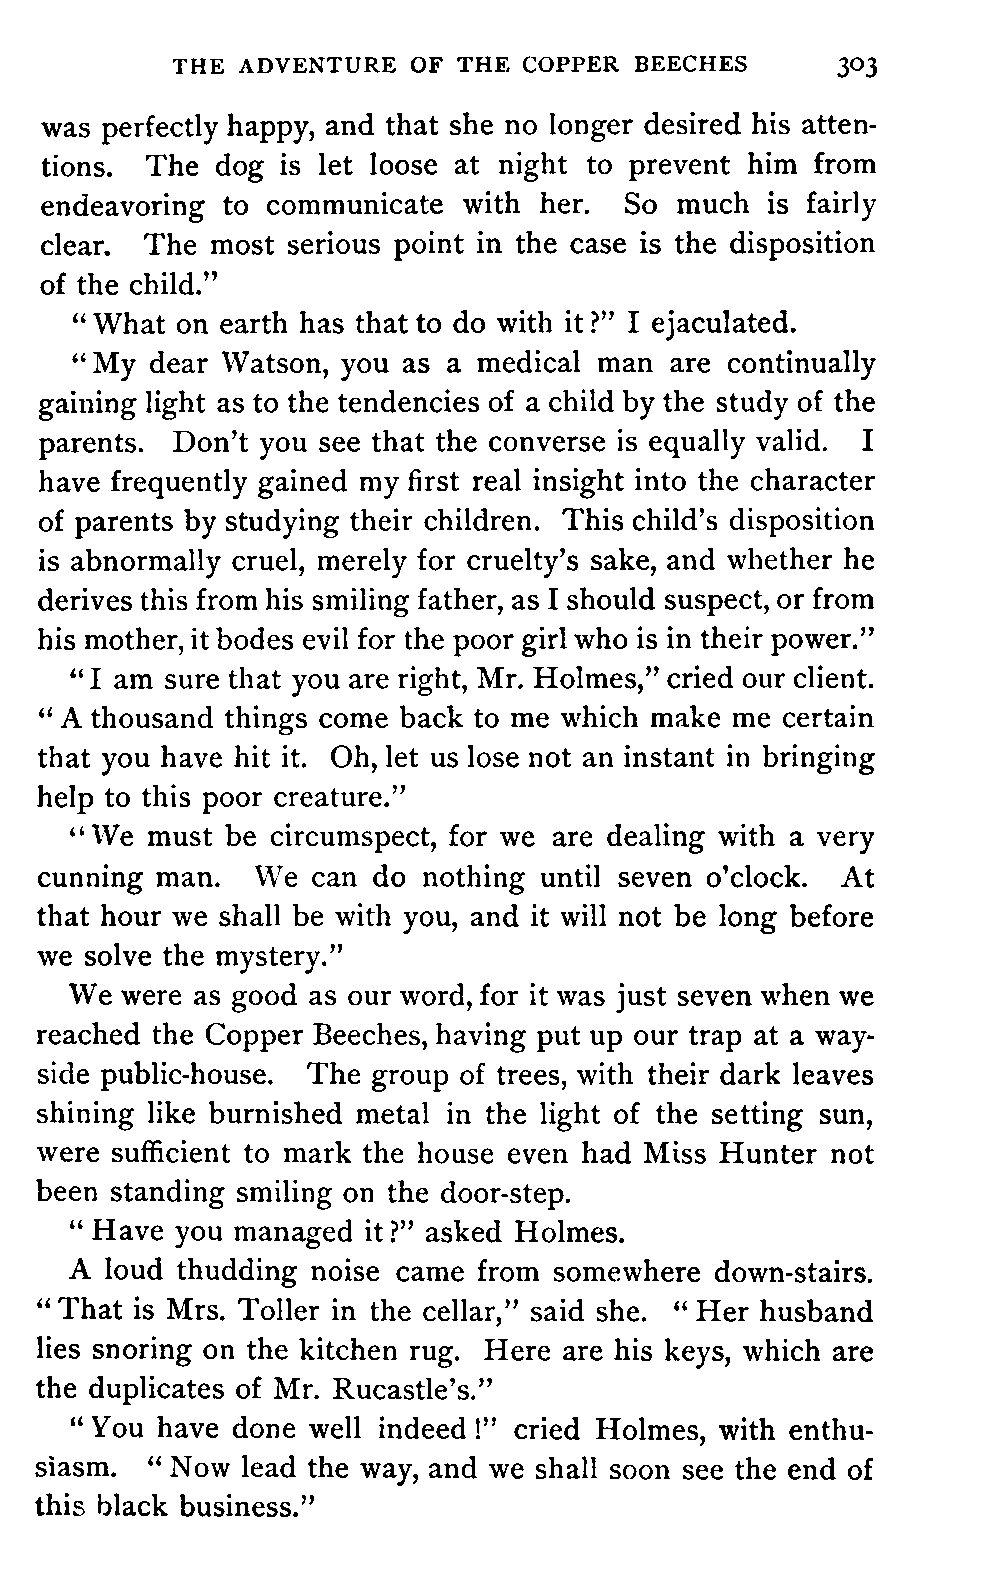 THE ADVENTURE OF THE COPPER BEECHES 303
was perfectly happy, and that she no longer desired his atten-
tions. The dog is let loose at night to prevent him from
endeavoring to communicate with her. So much is fairly
clear. The most serious point in the case is the disposition
of the child.”
“What on earth has that to do with it?” I ejaculated.
“My dear Watson, you as a medical man are continually
gaining light as to the tendencies of a child by the study of the
parents. Don’t you see that the converse is equally valid. I
have frequently gained my first real insight into the character
of parents by studying their children. This child’s disposition
is abnormally cruel, merely for cruelty’s sake, and whether he
derives this from his smiling father, as I should suspect, or from
his mother, it bodes evil for the poor girl who is in their power.”
“I am sure that you are right, Mr. Holmes,” cried our client.
“A thousand things come back to me which make me certain
that you have hit it. Oh, let us lose not an instant in bringing
help to this poor creature.”
“We must be circumspect, for we are dealing with a very
cunning man. We can do nothing until seven o’clock. At
that hour we shall be with you, and it will not be long before
we solve the mystery.”
We were as good as our word, for it was just seven when we
reached the Copper Beeches, having put up our trap at a way-
side public-house. The group of trees, with their dark leaves
shining like burnished metal in the light of the setting sun,
were sufficient to mark the house even had Miss Hunter not
been standing smiling on the door-step.
“Have you managed it?” asked Holmes.
A loud thudding noise came from somewhere down-stairs.
“That is Mrs. Toller in the cellar,” said she. “Her husband
lies snoring on the kitchen rug. Here are his keys, which are
the duplicates of Mr. Rucastle’s.”
“You have done well indeed!” cried Holmes, with enthu-
siasm. “Now lead the way, and we shall soon see the end of
this black business.”